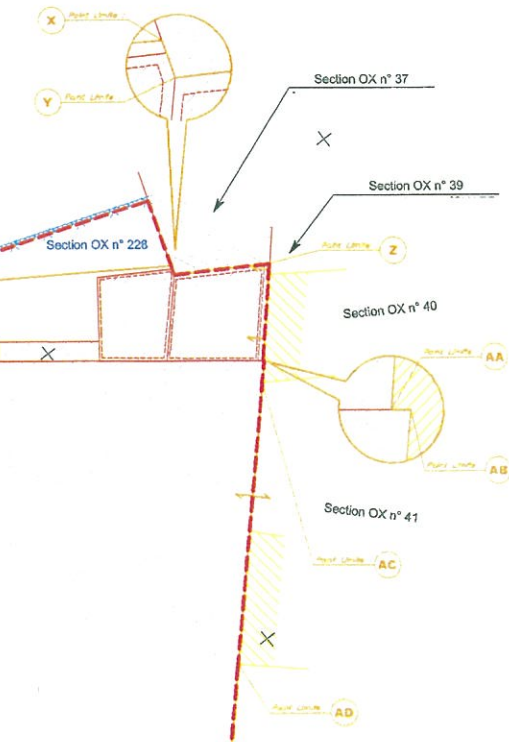 X Point Limite
Y Point Limite
Section OX n° 37
Section OX n° 39
Section OX n° 228
Point Limite Z
Section OX n° 40
Point Limite AA
Point Limite AB
Section OX n° 41
Point Limite AC
Point Limite AD